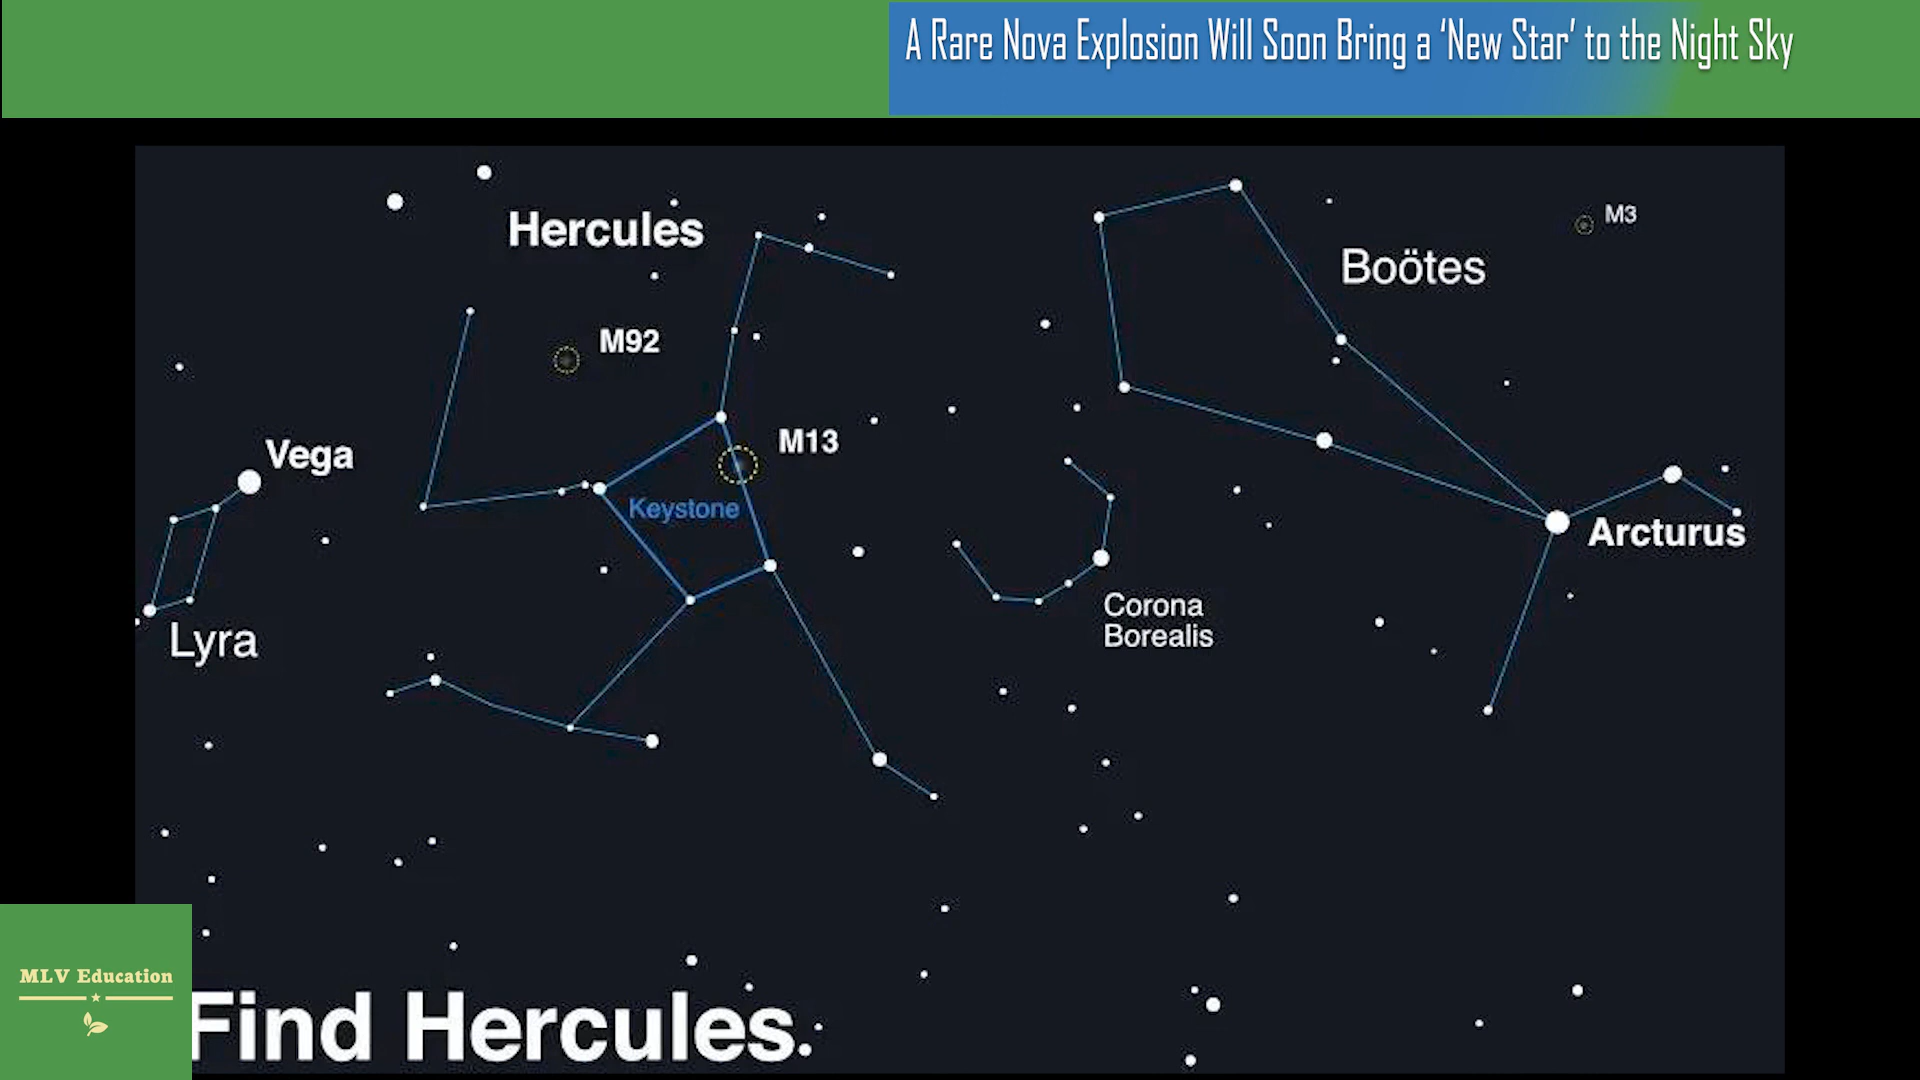 A Rare Nova Explosion Will Soon Bring a ‘New Star’ to the Night Sky
Hercules
M3
Boötes
M92
M13
Vega
Keystone
Arcturus
Corona
Borealis
Lyra
MLV Education
Find Hercules.